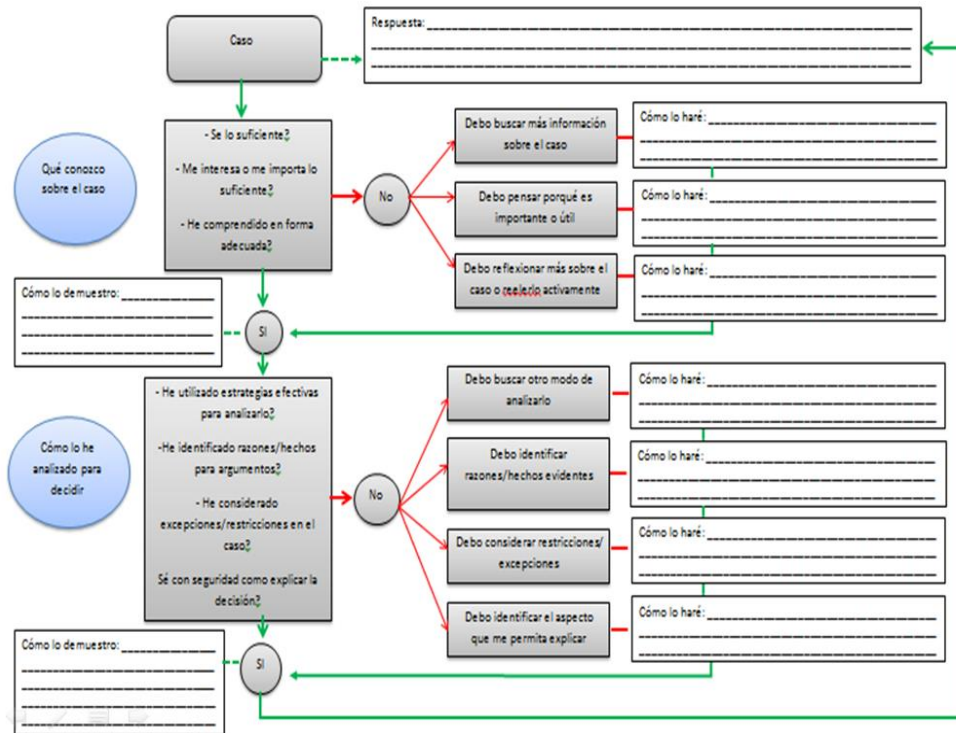 Caso
Respuesta:
Qué conozco
sobre el caso
- Se lo suficiente?
- Me interesa o me importa lo
suficiente?
- He comprendido en forma
adecuada?
No
Debo buscar más información
sobre el caso
Cómo lo haré:
Debo pensar porqué es
importante o útil
Cómo lo haré:
Debo reflexionar más sobre el
caso o reelerlo activamente
Cómo lo haré:
Cómo lo demuestro:
SI
Cómo lo he
analizado para
decidir
- He utilizado estrategias efectivas
para analizarlo?
-He identificado razones/hechos
para argumentos?
- He considerado
excepciones/restricciones en el
caso?
Sé con seguridad como explicar la
decisión?
No
Debo buscar otro modo de
analizarlo
Cómo lo haré:
Debo identificar
razones/hechos evidentes
Cómo lo haré:
Debo considerar restricciones/
excepciones
Cómo lo haré:
Debo identificar el aspecto
que me permita explicar
Cómo lo haré:
Cómo lo demuestro:
SI